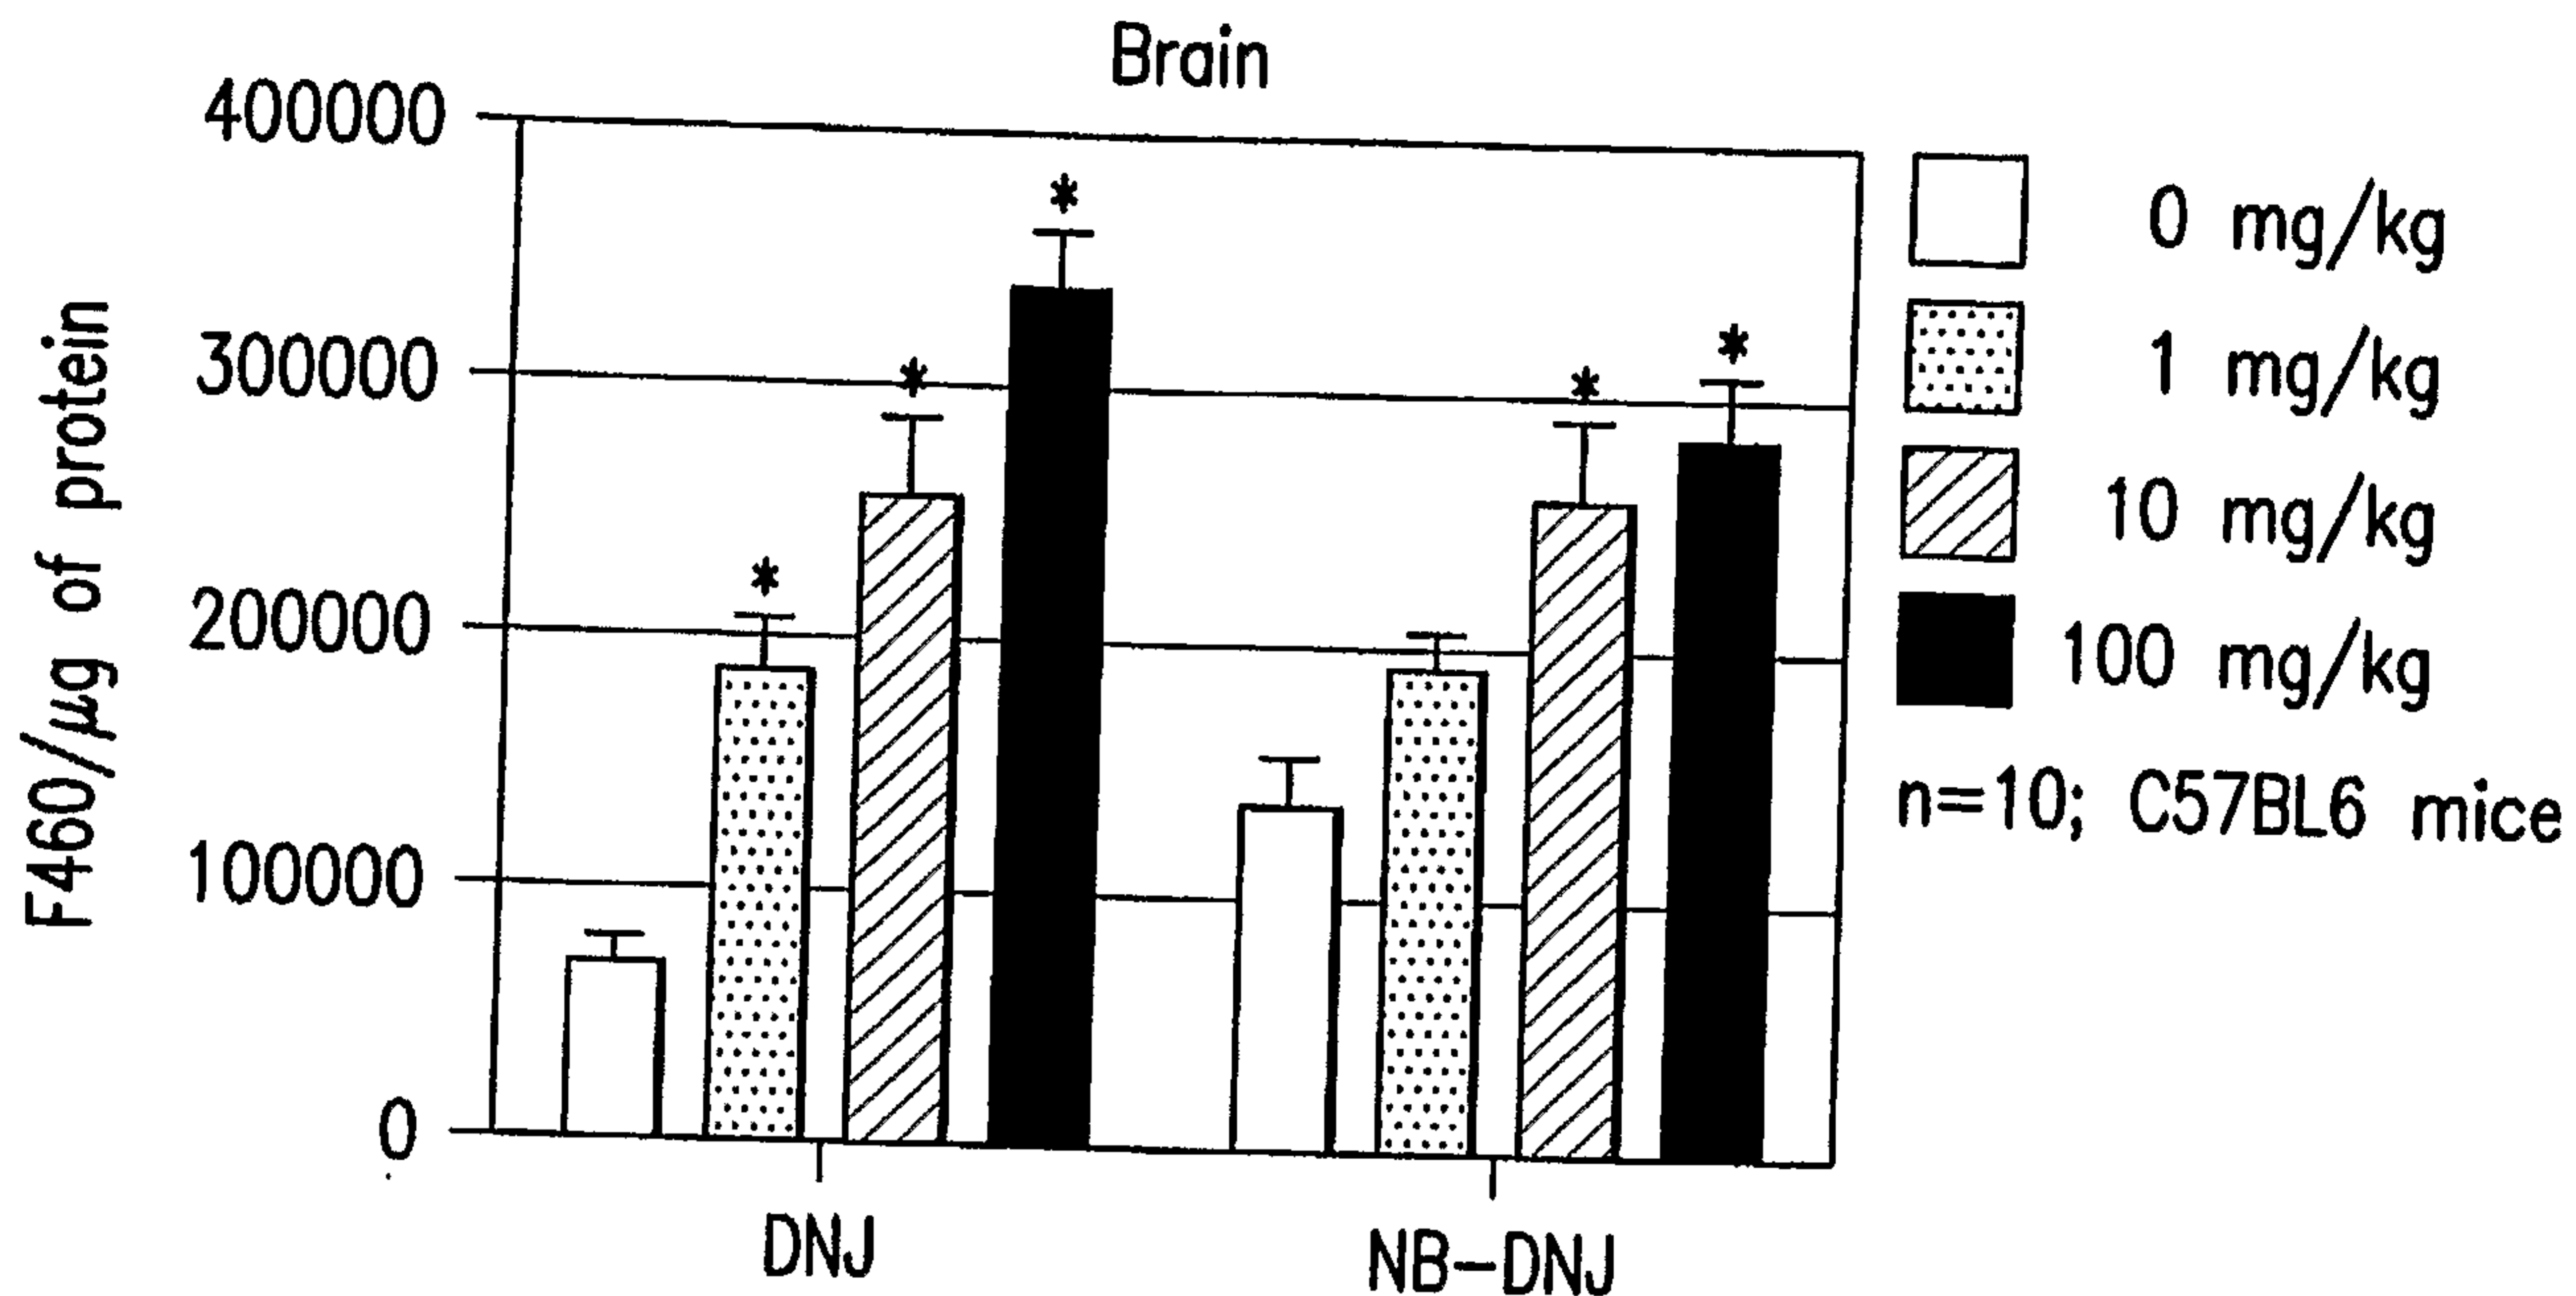 Brain
F460/μg of protein
400000
300000
200000
100000
0
*
*
*
*
*
DNJ
NB-DNJ
0 mg/kg
1 mg/kg
10 mg/kg
100 mg/kg
n=10; C57BL6 mice